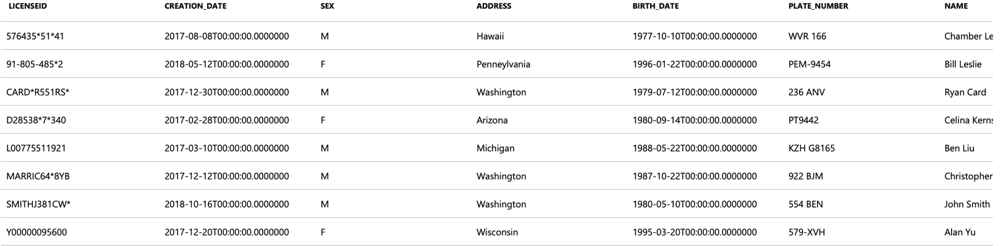 LICENSEID CREATION_DATE SEX ADDRESS BIRTH_DATE PLATE_NUMBER NAME
576435*51*41 2017-08-08T00:00:00.0000000 M Hawaii 1977-10-10T00:00:00.0000000 WVR 166 Chamber Le
91-805-485*2 2018-05-12T00:00:00.0000000 F Penneylvania 1996-01-22T00:00:00.0000000 PEM-9454 Bill Leslie
CARD*R551RS* 2017-12-30T00:00:00.0000000 M Washington 1979-07-12T00:00:00.0000000 236 ANV Ryan Card
D28538*7*340 2017-02-28T00:00:00.0000000 F Arizona 1980-09-14T00:00:00.0000000 PT9442 Celina Kerns
L00775511921 2017-03-10T00:00:00.0000000 M Michigan 1988-05-22T00:00:00.0000000 KZH G8165 Ben Liu
MARRIC64*8YB 2017-12-12T00:00:00.0000000 M Washington 1987-10-22T00:00:00.0000000 922 BJM Christopher
SMITHJ381CW* 2018-10-16T00:00:00.0000000 M Washington 1980-05-10T00:00:00.0000000 554 BEN John Smith
Y00000095600 2017-12-20T00:00:00.0000000 F Wisconsin 1995-03-20T00:00:00.0000000 579-XVH Alan Yu